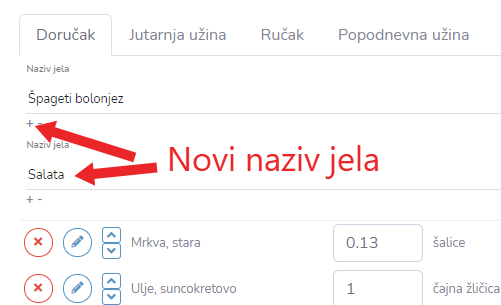 Doručak Jutarnja užina Ručak Popodnevna užina
Naziv jela
Špageti bolonjez
+ -
Naziv jela
Novi naziv jela
Salata
+ -
Mrkva, stara 0.13 šalice
Ulje, suncokretovo 1 čajna žličica